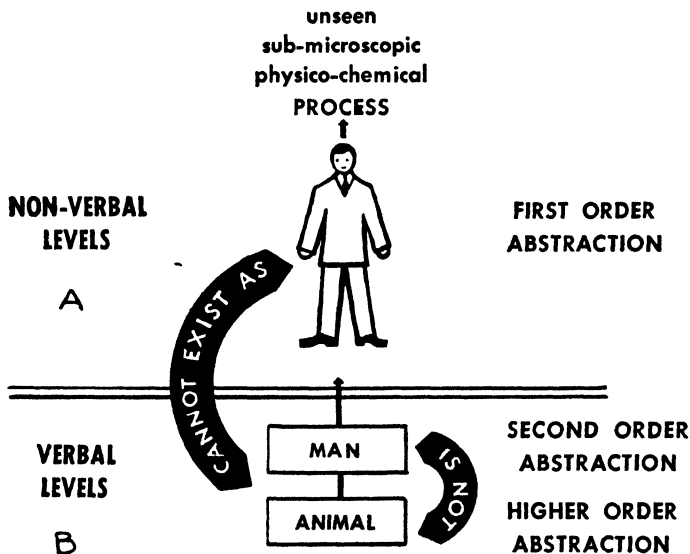 unseen
sub-microscopic
physico-chemical
PROCESS
NON-VERBAL
LEVELS
A
FIRST ORDER
ABSTRACTION
CANNOT EXIST AS
VERBAL
LEVELS
B
MAN
ANIMAL
IS NOT
SECOND ORDER
ABSTRACTION
HIGHER ORDER
ABSTRACTION